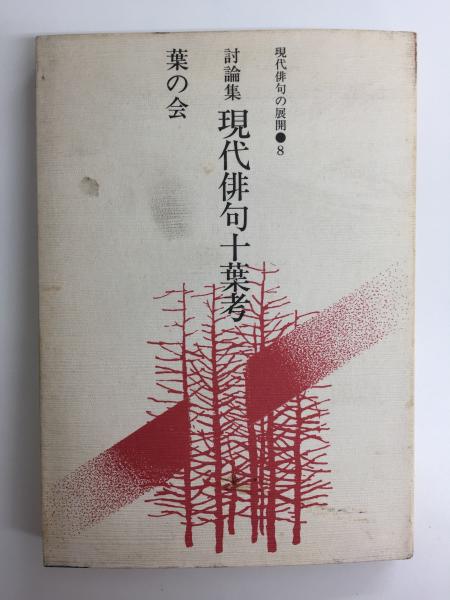 現代俳句の展開●8
討論集 現代俳句十葉考
葉の会